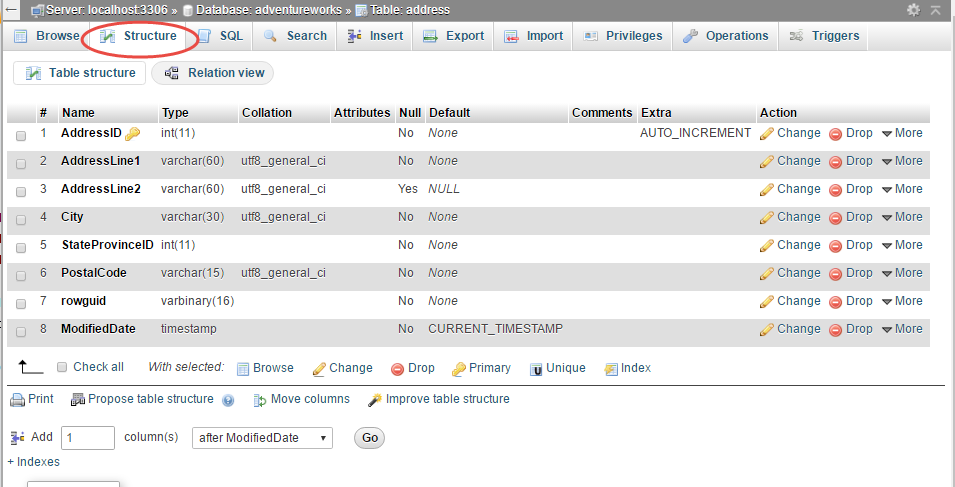 Server: localhost:3306 » Database: adventureworks » Table: address
Browse Structure SQL Search Insert Export Import Privileges Operations Triggers
Table structure Relation view
# Name Type Collation Attributes Null Default Comments Extra Action
1 AddressID int(11) No None AUTO_INCREMENT Change Drop More
2 AddressLine1 varchar(60) utf8_general_ci No None Change Drop More
3 AddressLine2 varchar(60) utf8_general_ci Yes NULL Change Drop More
4 City varchar(30) utf8_general_ci No None Change Drop More
5 StateProvinceID int(11) No None Change Drop More
6 PostalCode varchar(15) utf8_general_ci No None Change Drop More
7 rowguid varbinary(16) No None Change Drop More
8 ModifiedDate timestamp No CURRENT_TIMESTAMP Change Drop More
Check all With selected: Browse Change Drop Primary Unique Index
Print Propose table structure Move columns Improve table structure
Add 1 column(s) after ModifiedDate Go
+ Indexes